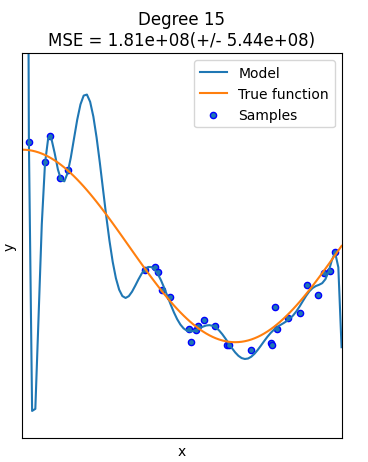 Degree 15
MSE = 1.81e+08(+/- 5.44e+08)
Model
True function
Samples
y
x